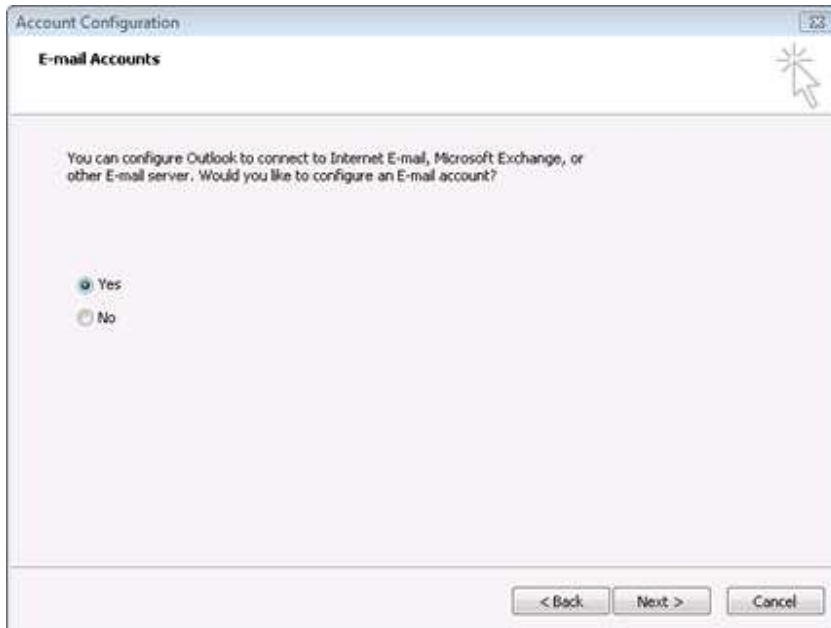 Account Configuration
E-mail Accounts
You can configure Outlook to connect to Internet E-mail, Microsoft Exchange, or
other E-mail server. Would you like to configure an E-mail account?
Yes
No
< Back Next > Cancel